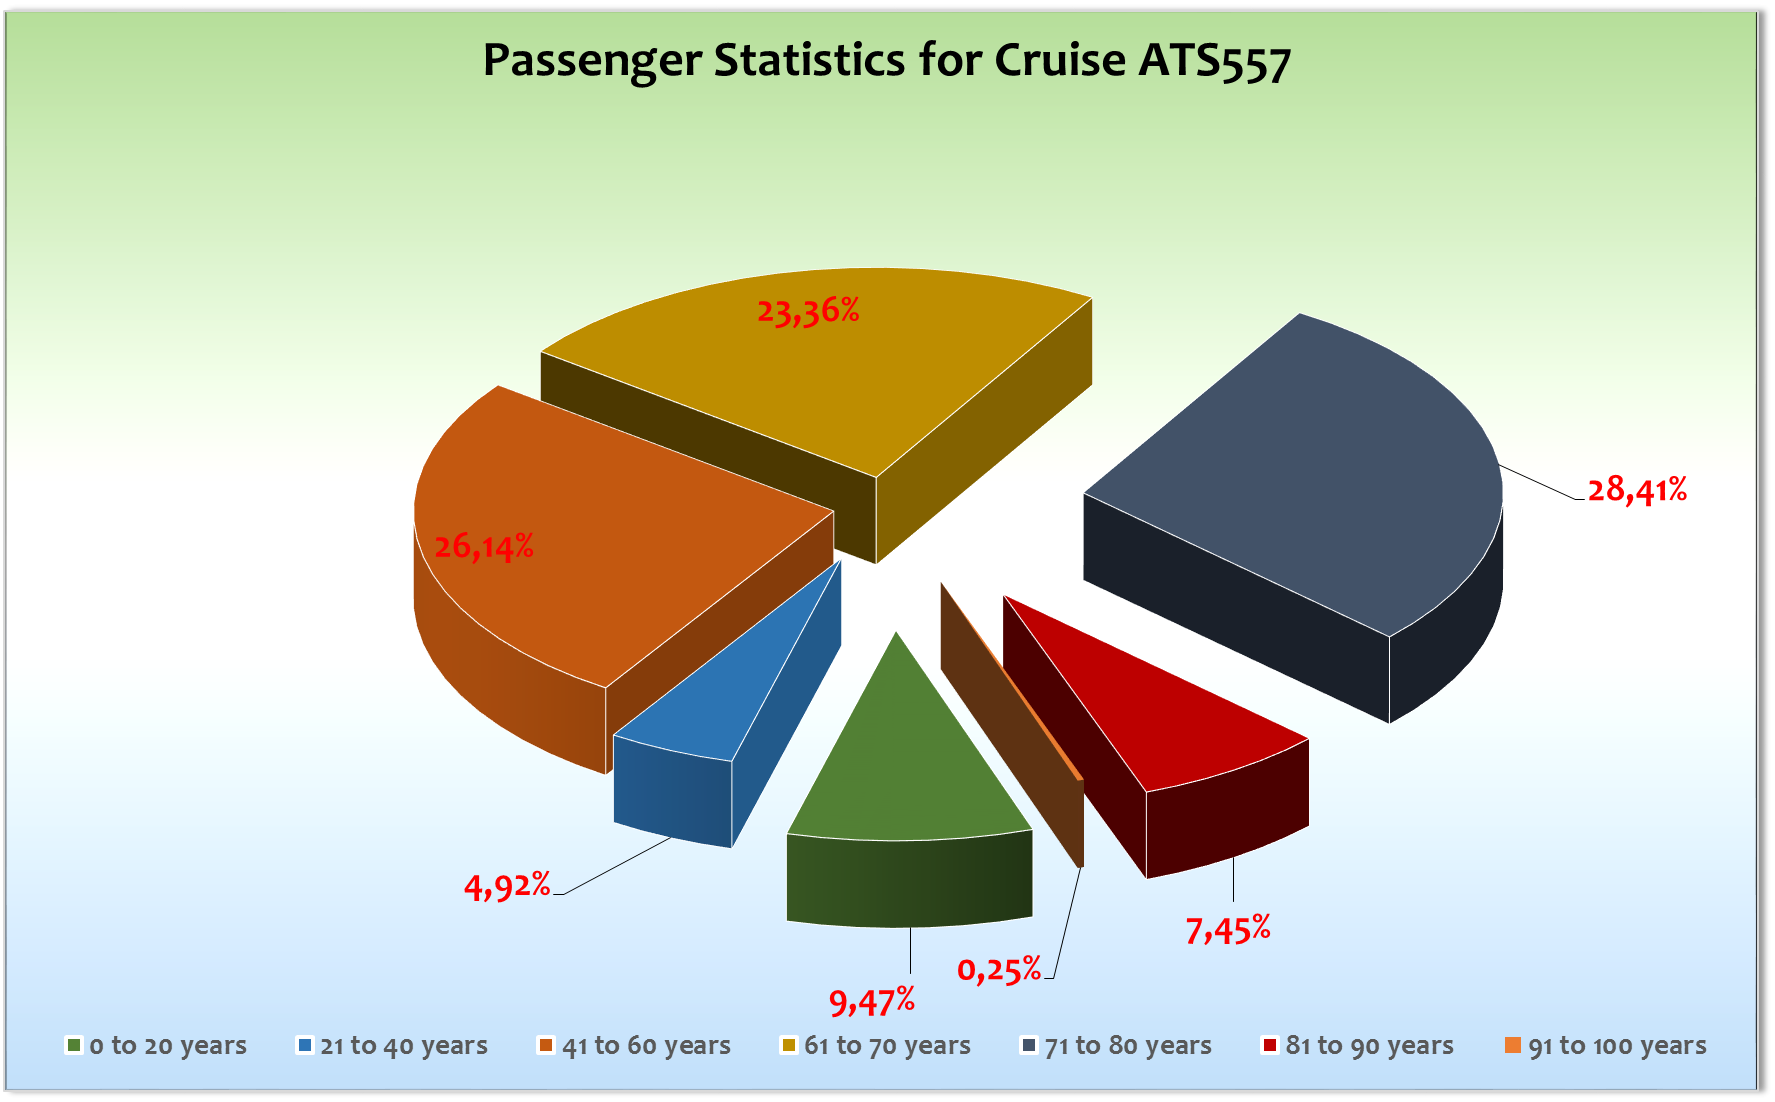 Passenger Statistics for Cruise ATS557
23,36%
28,41%
26,14%
4,92%
7,45%
0,25%
9,47%
0 to 20 years
21 to 40 years
41 to 60 years
61 to 70 years
71 to 80 years
81 to 90 years
91 to 100 years